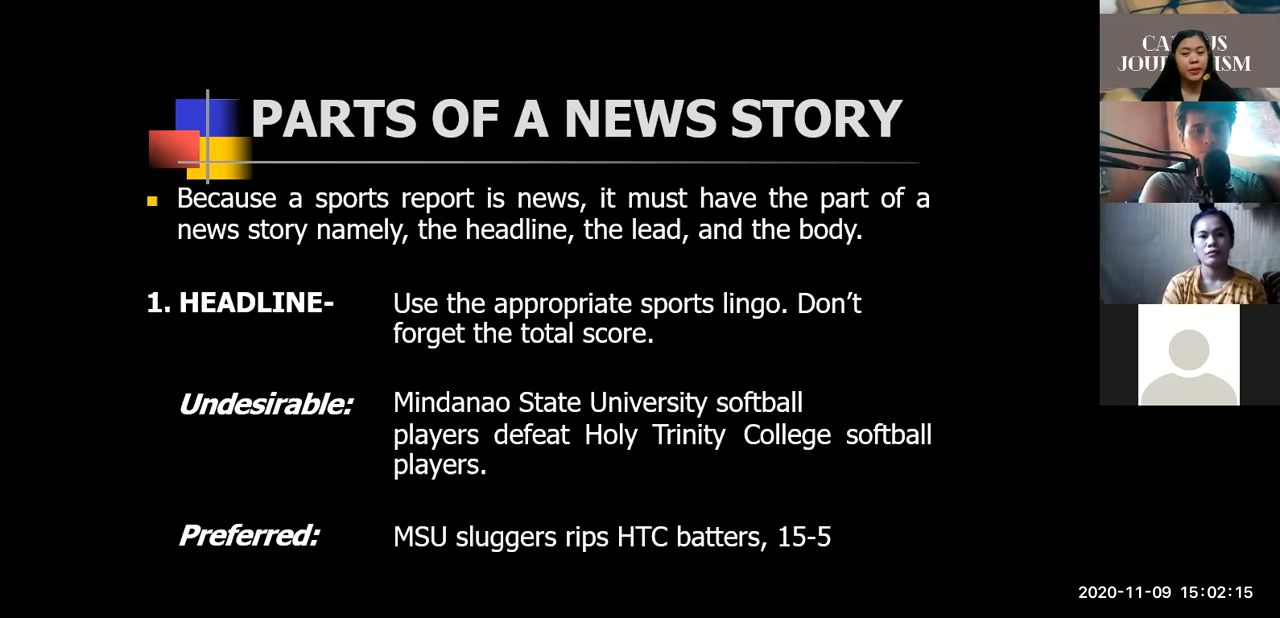 PARTS OF A NEWS STORY
Because a sports report is news, it must have the part of a
news story namely, the headline, the lead, and the body.
1. HEADLINE-
Use the appropriate sports lingo. Don't
forget the total score.
Undesirable:
Mindanao State University softball
players defeat Holy Trinity College softball
players.
Preferred:
MSU sluggers rips HTC batters, 15-5
2020-11-09 15:02:15